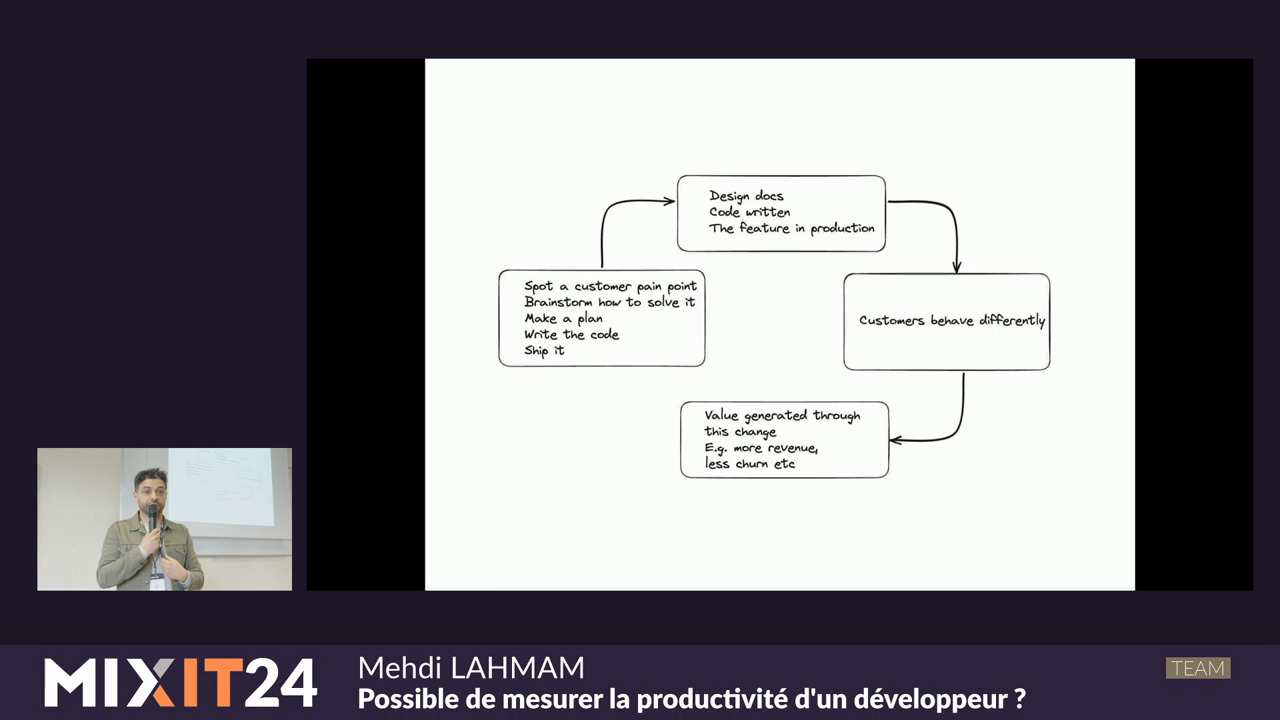 Design docs
Code written
The feature in production
Spot a customer pain point
Brainstorm how to solve it
Make a plan
Write the code
Ship it
Customers behave differently
Value generated through
this change
E.g. more revenue,
less churn etc
MIXIT24
Mehdi LAHMAM
Possible de mesurer la productivité d'un développeur ?
TEAM